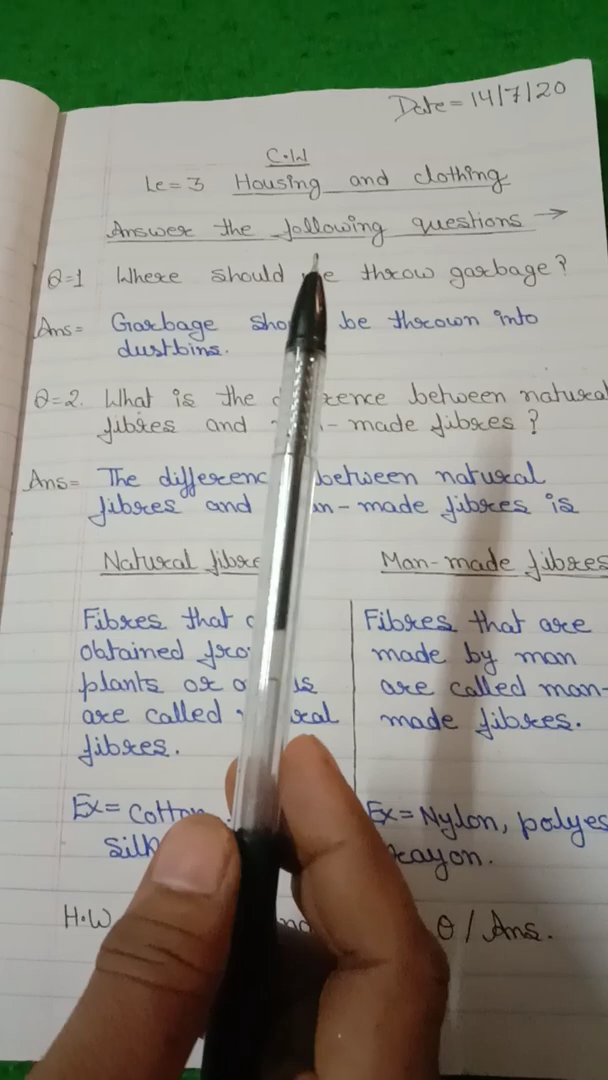 Date = 14/7/20
C.W
Le = 3 Housing and clothing
Answer the following questions →
Q=1 Where should throw garbage?
Ans= Garbage be thrown into
dustbins.
Q=2. What is the between natural
fibres and - made fibres ?
Ans= The between natural
fibres and - made fibres is
Natural Man-made fibres
Fibres that
obtained
plants or
are called
fibres.
Fibres that are
made by man
are called man-
made fibres.
Ex= Cotton
Ex= Nylon,
rayon.
H.W Q/Ans.